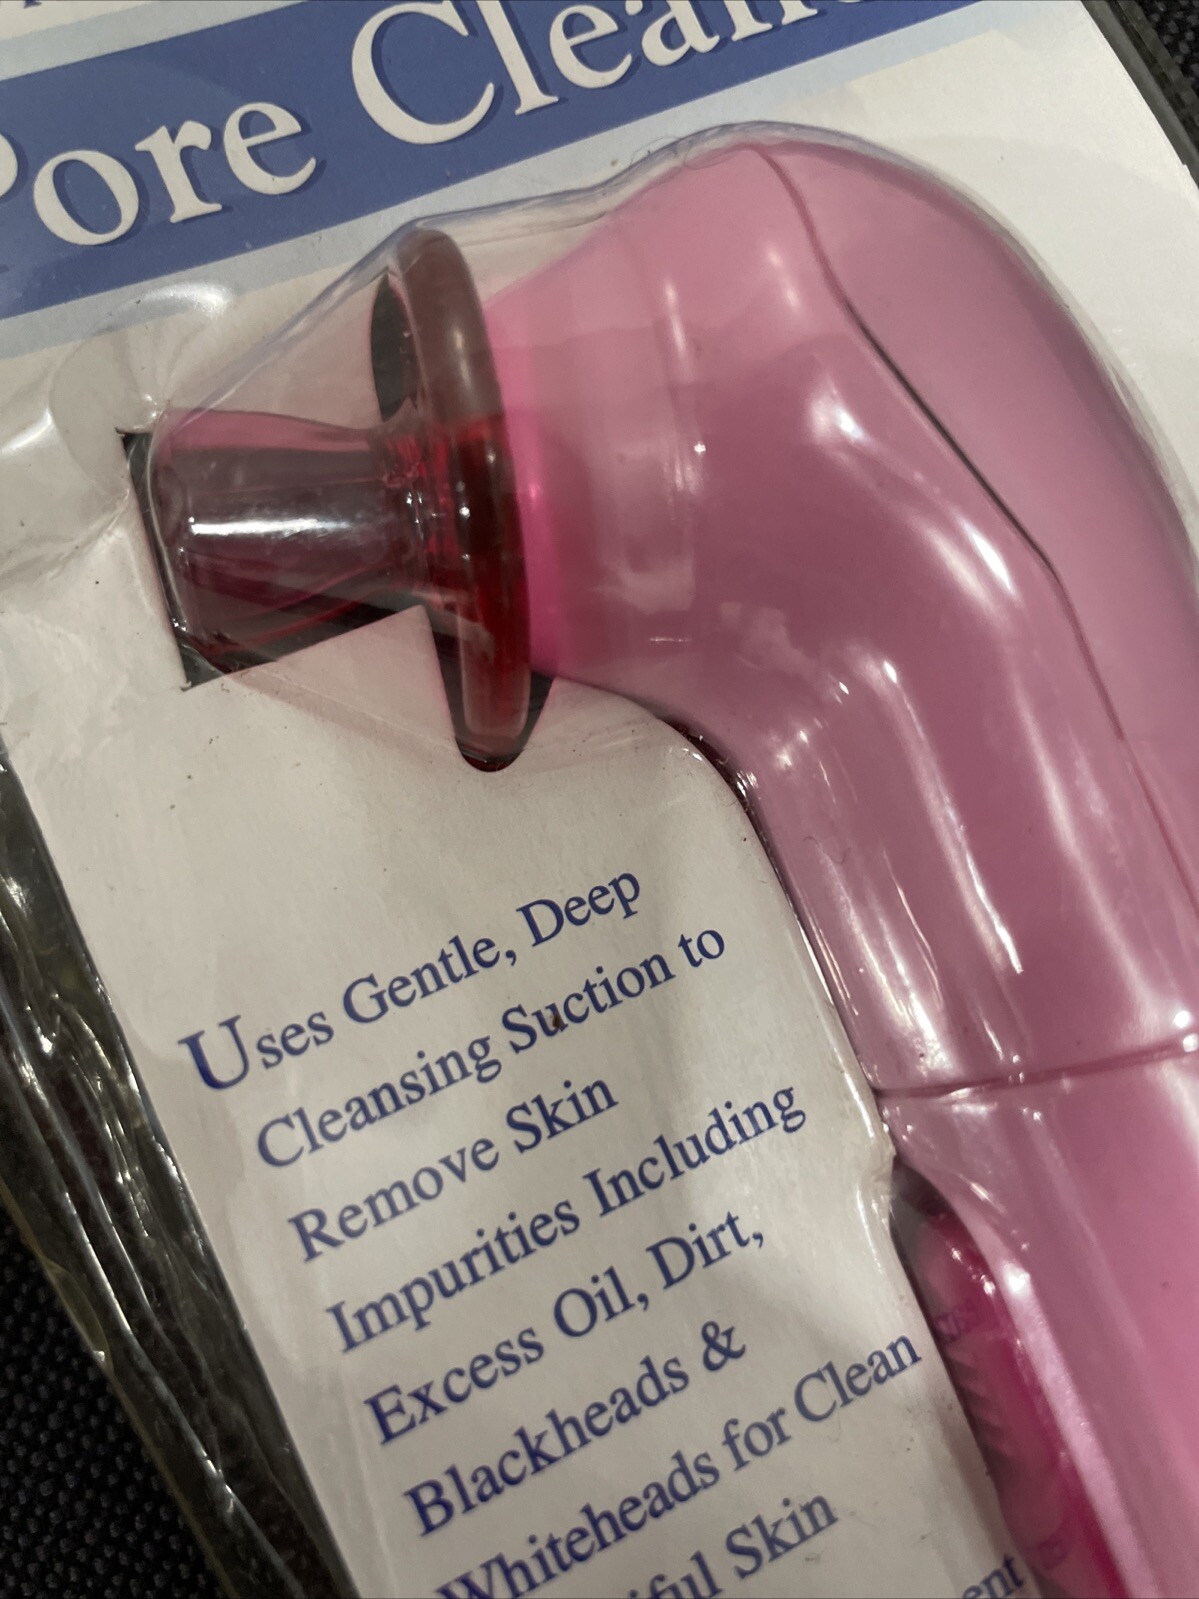 Pore Clean
Uses Gentle, Deep
Cleansing Suction to
Remove Skin
Impurities Including
Excess Oil, Dirt,
Blackheads &
Whiteheads for Clean
Skin